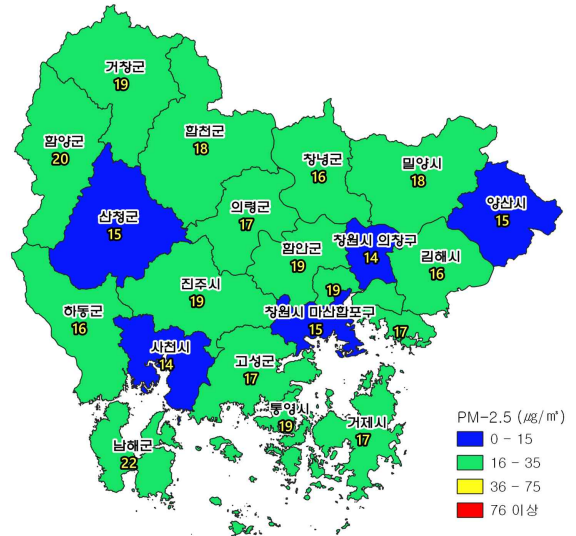 거창군
19
함양군
20
합천군
18
창녕군
16
밀양시
18
산청군
15
의령군
17
양산시
15
함안군
19
창원시 의창구
14
김해시
16
진주시
19
하동군
16
19
창원시 마산합포구
15
17
사천시
14
고성군
17
통영시
19
거제시
17
남해군
22
PM-2.5 (㎍/㎥)
0 - 15
16 - 35
36 - 75
76 이상